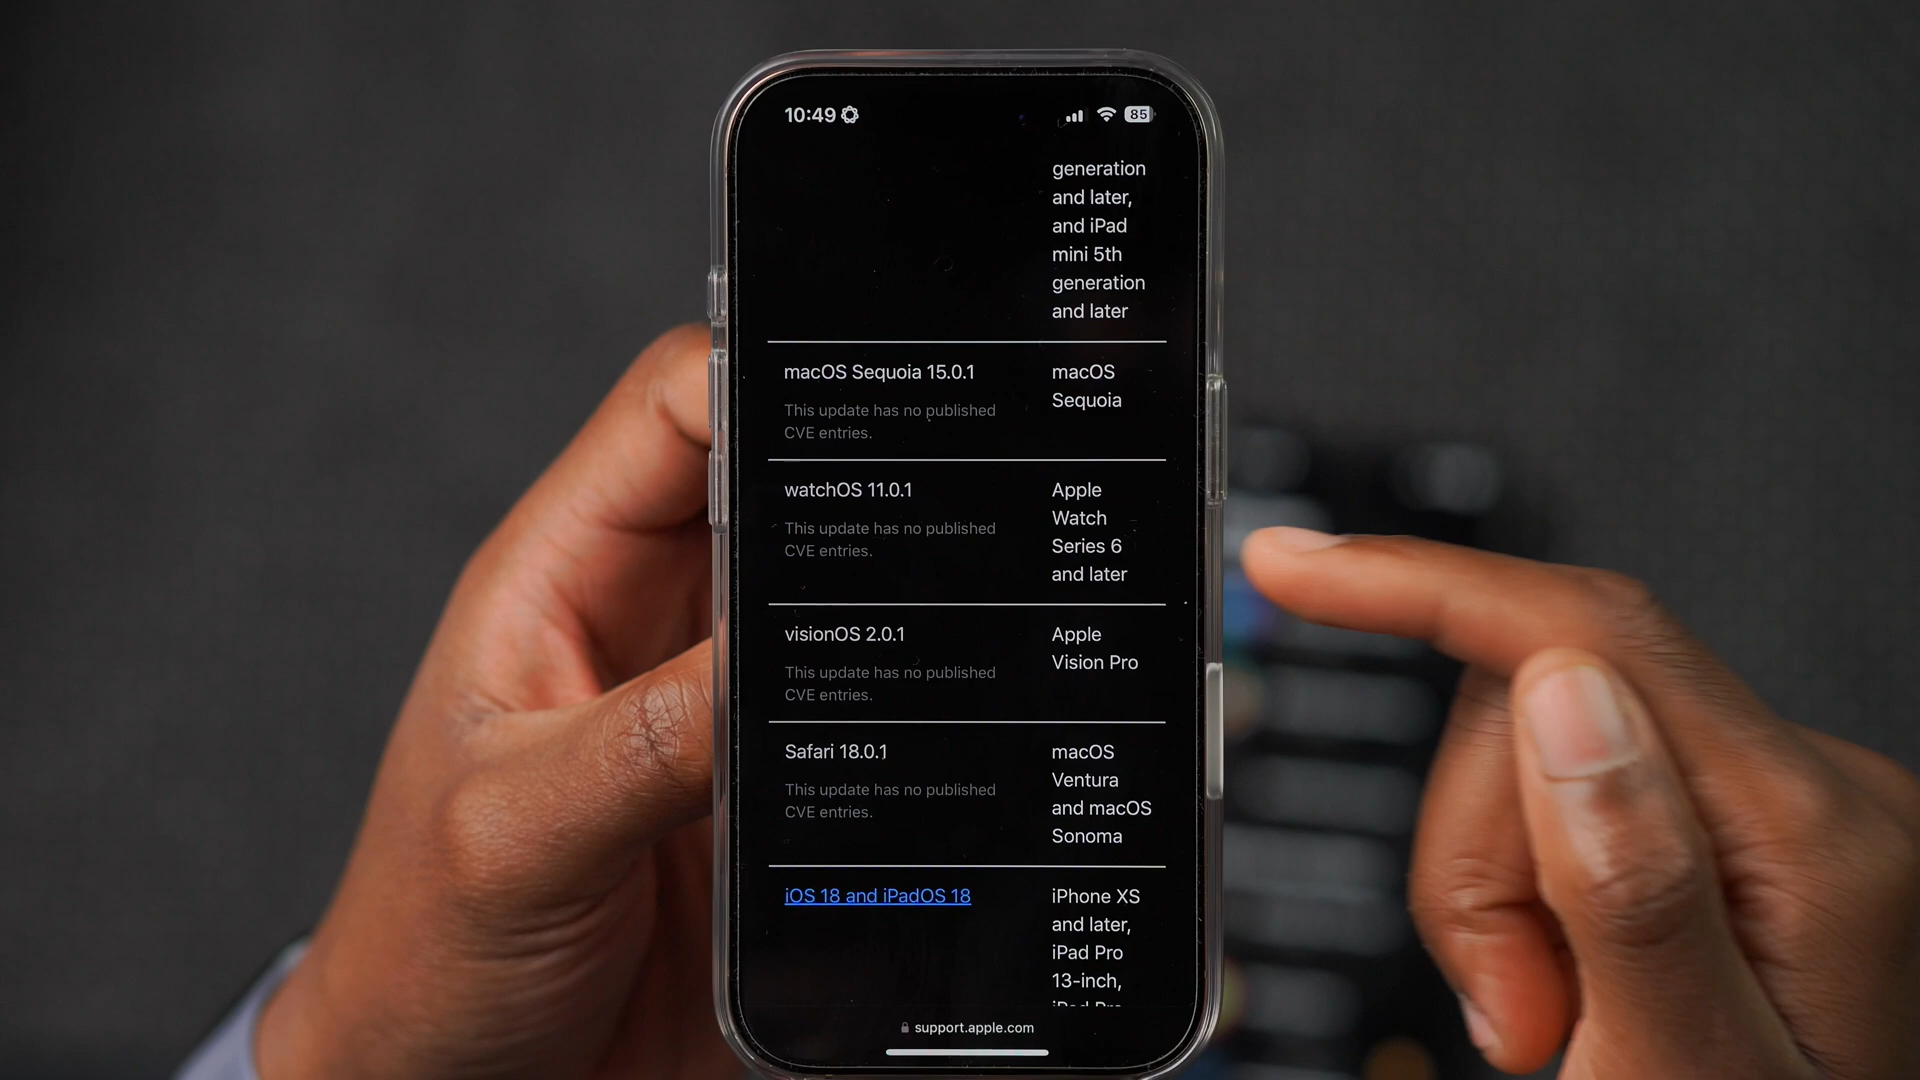 10:49
85
generation
and later,
and iPad
mini 5th
generation
and later
macOS Sequoia 15.0.1
This update has no published
CVE entries.
macOS
Sequoia
watchOS 11.0.1
This update has no published
CVE entries.
Apple
Watch
Series 6
and later
visionOS 2.0.1
This update has no published
CVE entries.
Apple
Vision Pro
Safari 18.0.1
This update has no published
CVE entries.
macOS
Ventura
and macOS
Sonoma
iOS 18 and iPadOS 18
iPhone XS
and later,
iPad Pro
13-inch,
iPad Pro
support.apple.com